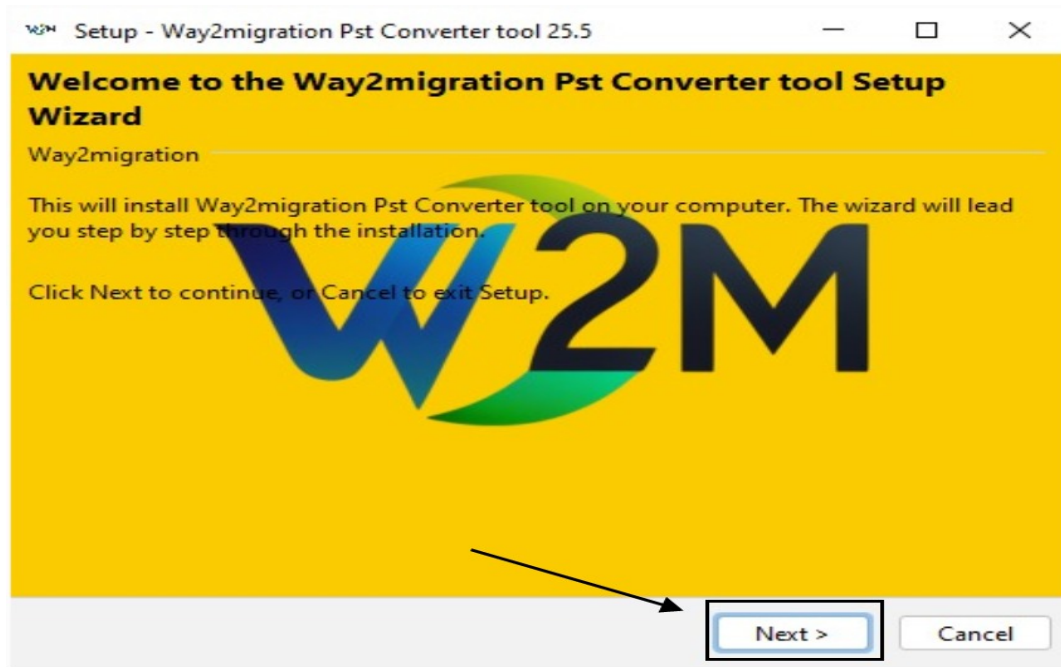 W2M Setup - Way2migration Pst Converter tool 25.5
Welcome to the Way2migration Pst Converter tool Setup
Wizard
Way2migration
This will install Way2migration Pst Converter tool on your computer. The wizard will lead
you step by step through the installation.
Click Next to continue, or Cancel to exit Setup.
W2M
Next > Cancel